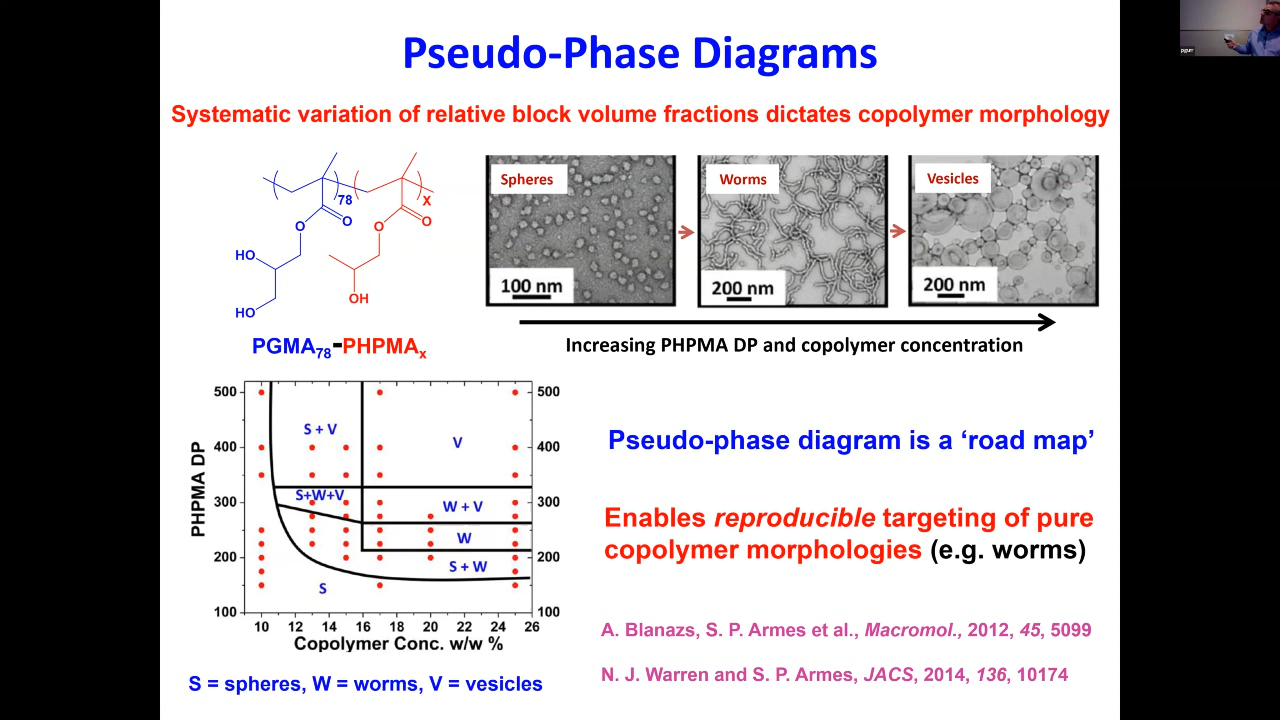 Pseudo-Phase Diagrams
Systematic variation of relative block volume fractions dictates copolymer morphology
78
x
O
O
O
O
HO
HO
OH
PGMA78-PHPMAx
Spheres
100 nm
Worms
200 nm
Vesicles
200 nm
Increasing PHPMA DP and copolymer concentration
PHPMA DP
500
400
300
200
100
500
400
300
200
100
S + V
V
S+W+V
W + V
W
S + W
S
10 12 14 16 18 20 22 24 26
Copolymer Conc. w/w %
S = spheres, W = worms, V = vesicles
Pseudo-phase diagram is a ‘road map’
Enables reproducible targeting of pure
copolymer morphologies (e.g. worms)
A. Blanazs, S. P. Armes et al., Macromol., 2012, 45, 5099
N. J. Warren and S. P. Armes, JACS, 2014, 136, 10174